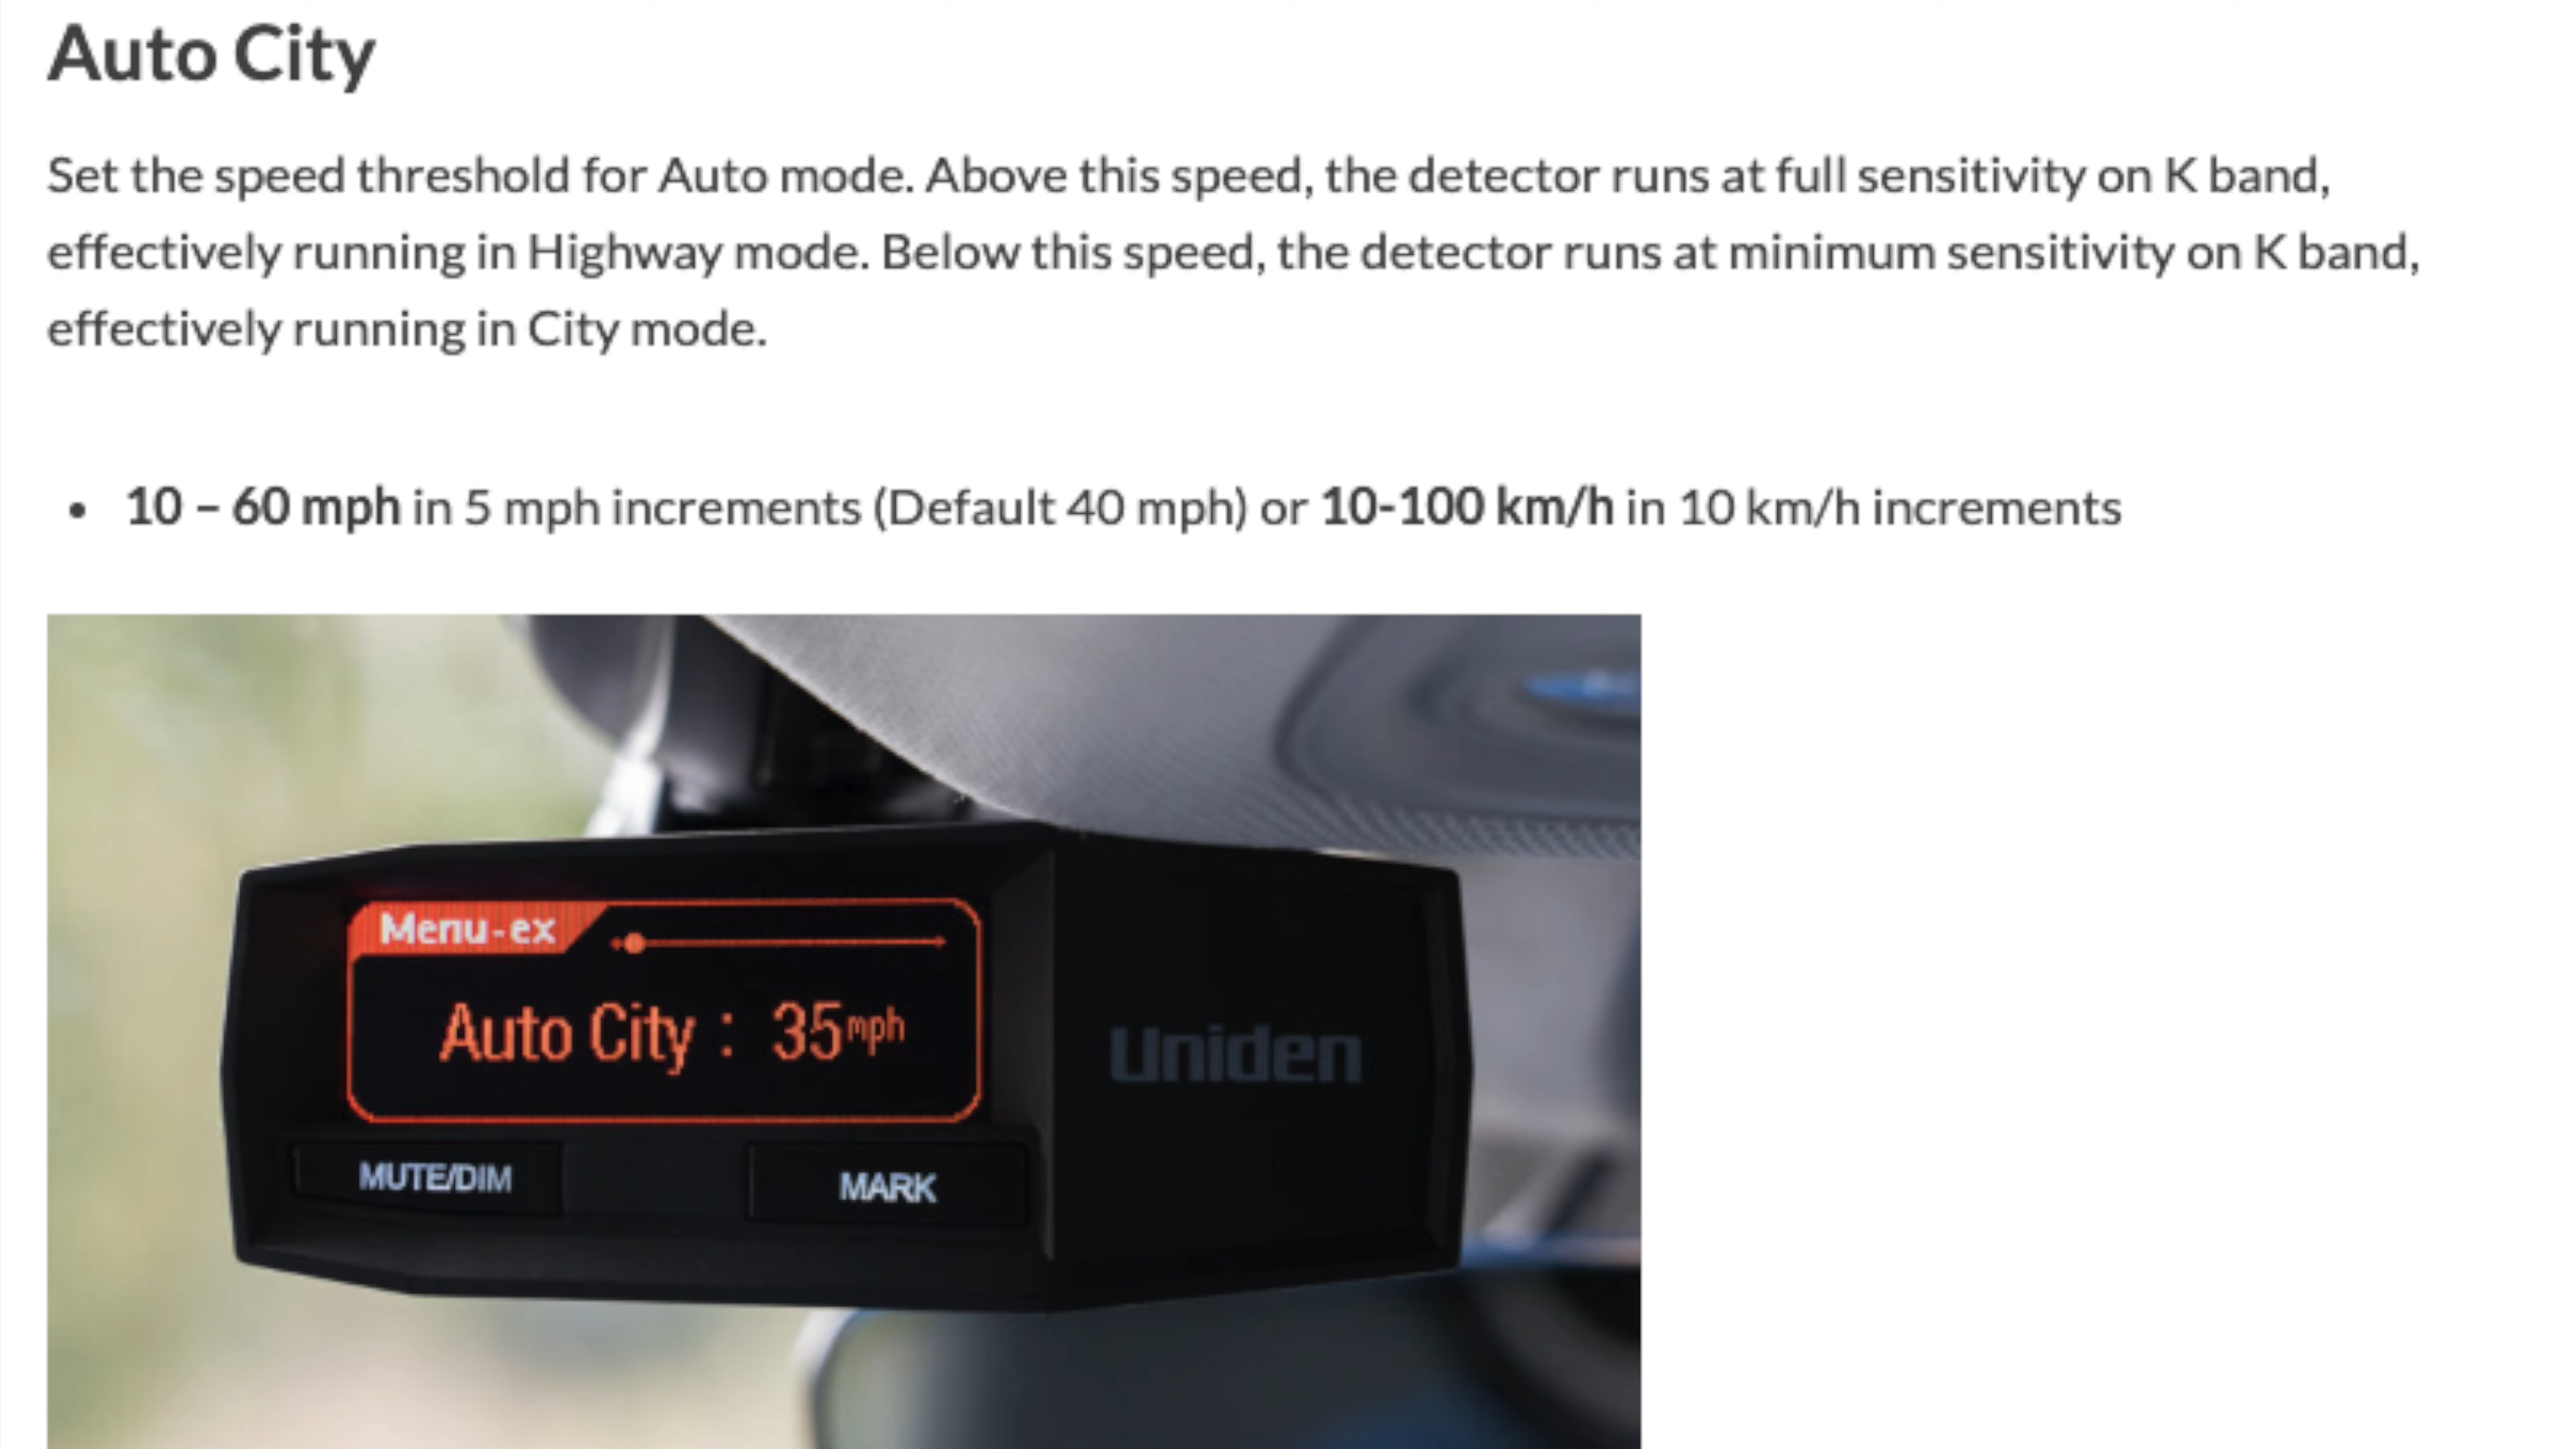 Auto City
Set the speed threshold for Auto mode. Above this speed, the detector runs at full sensitivity on K band,
effectively running in Highway mode. Below this speed, the detector runs at minimum sensitivity on K band,
effectively running in City mode.
• 10 – 60 mph in 5 mph increments (Default 40 mph) or 10-100 km/h in 10 km/h increments
Menu-ex
Auto City : 35mph
Uniden
MUTE/DIM
MARK